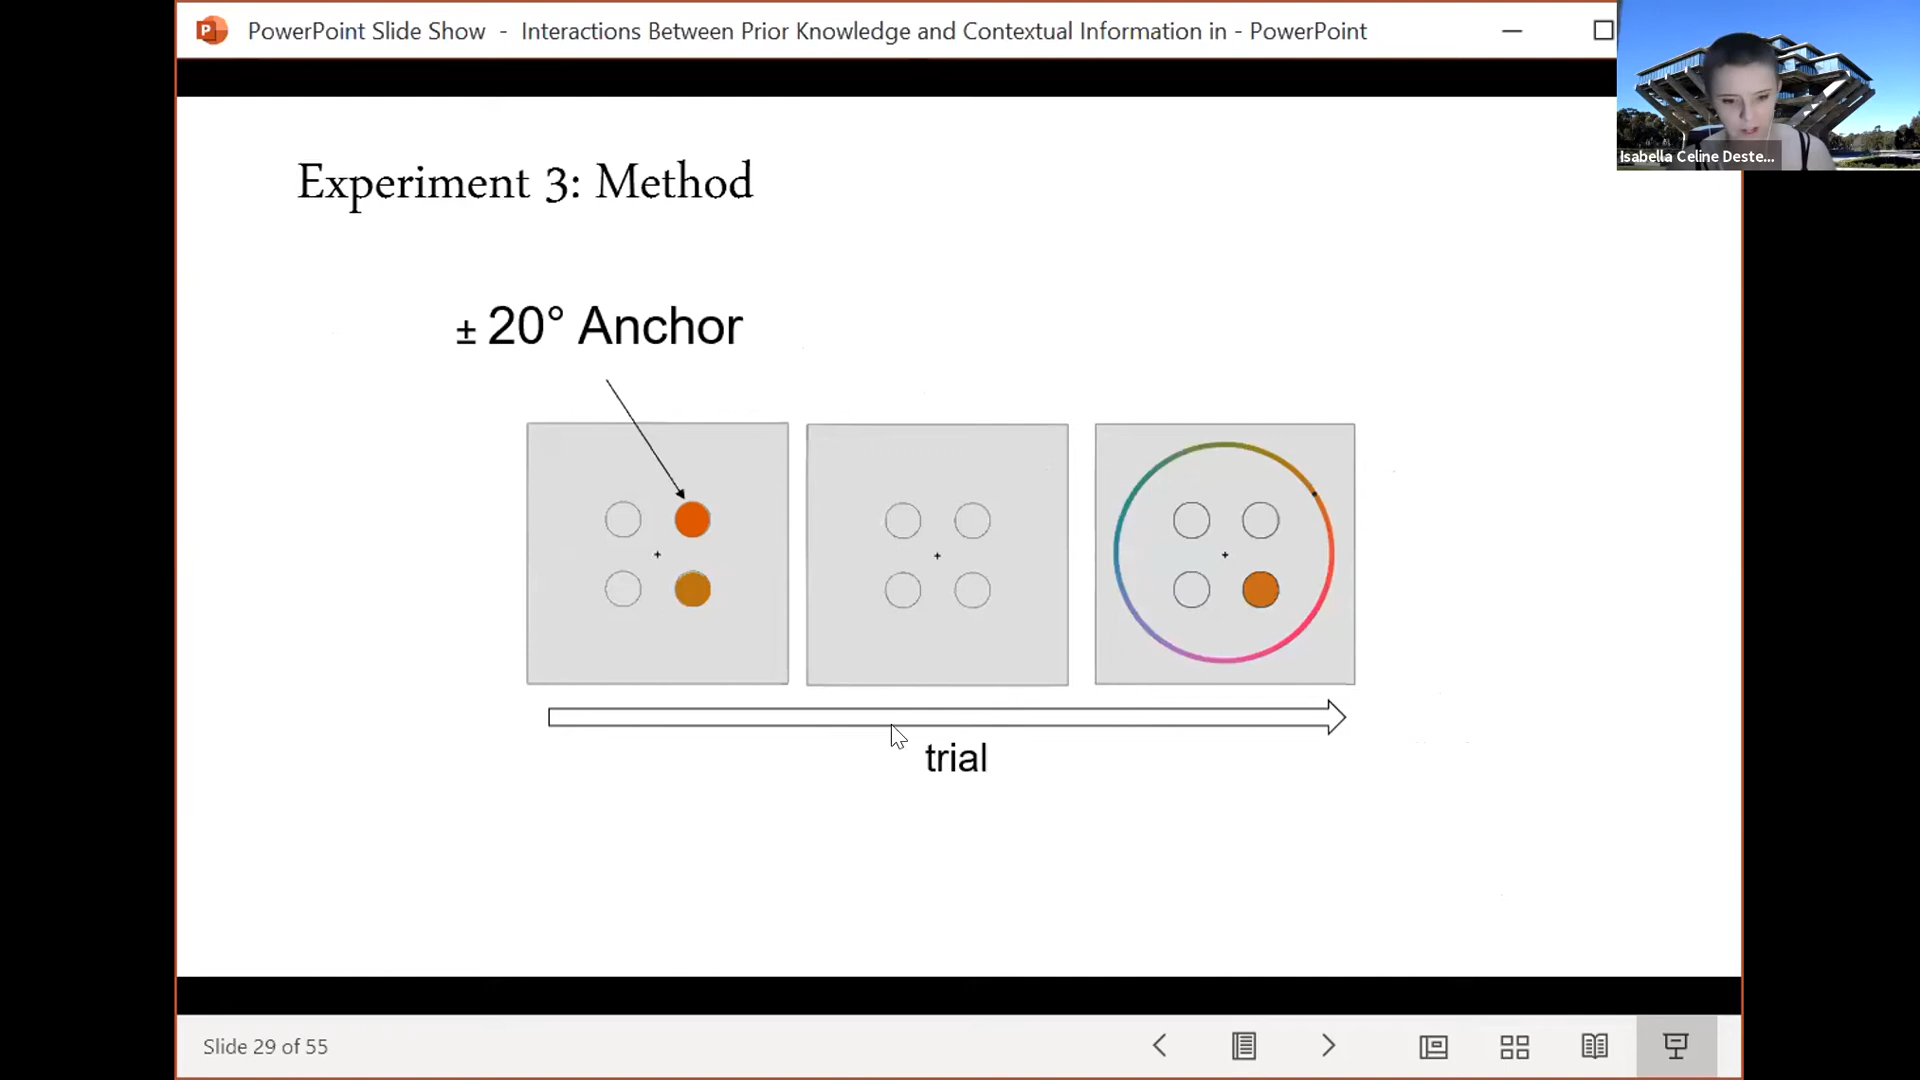 PowerPoint Slide Show - Interactions Between Prior Knowledge and Contextual Information in - PowerPoint
Isabella Celine Deste...
Experiment 3: Method
± 20° Anchor
trial
Slide 29 of 55